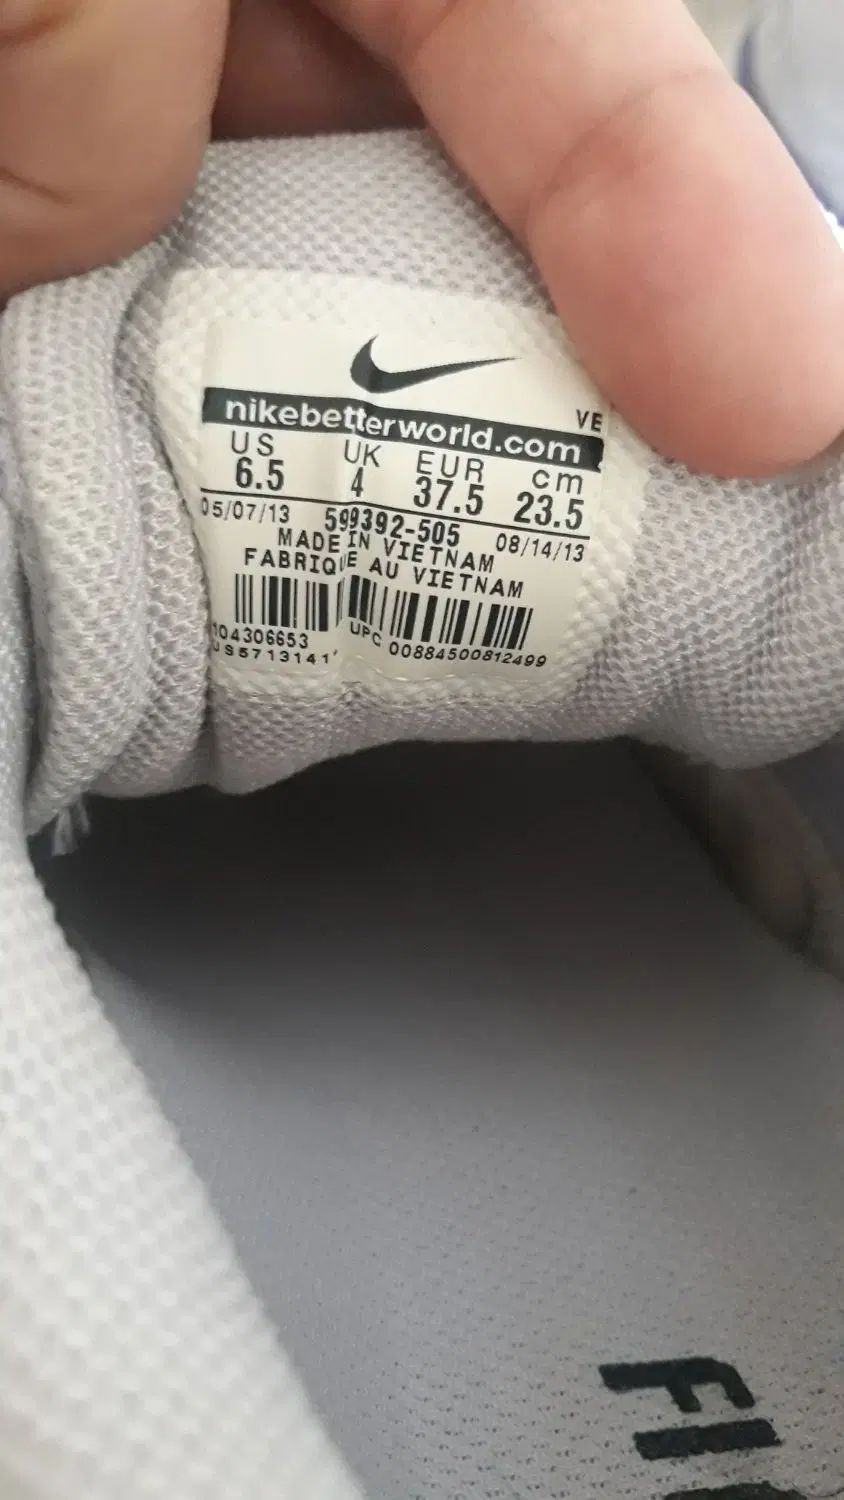 VE
nikebetterworld.com
US UK EUR cm
6.5 4 37.5 23.5
05/07/13 599392-505 08/14/13
MADE IN VIETNAM
FABRIQUE AU VIETNAM
104306653 UPC 00884500812499
US5713141